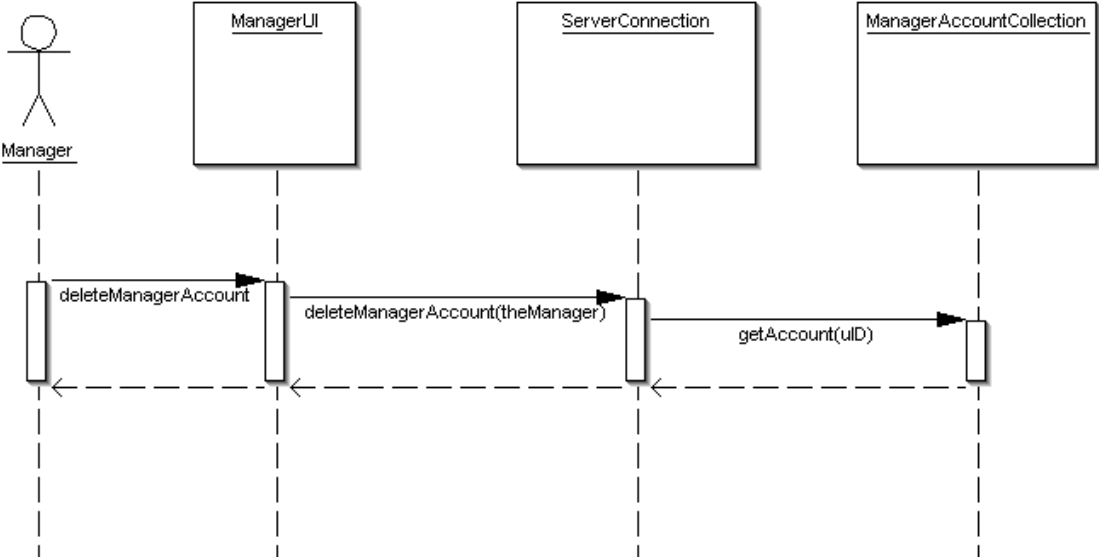 ManagerUI
ServerConnection
ManagerAccountCollection
Manager
deleteManagerAccount
deleteManagerAccount(theManager)
getAccount(uID)